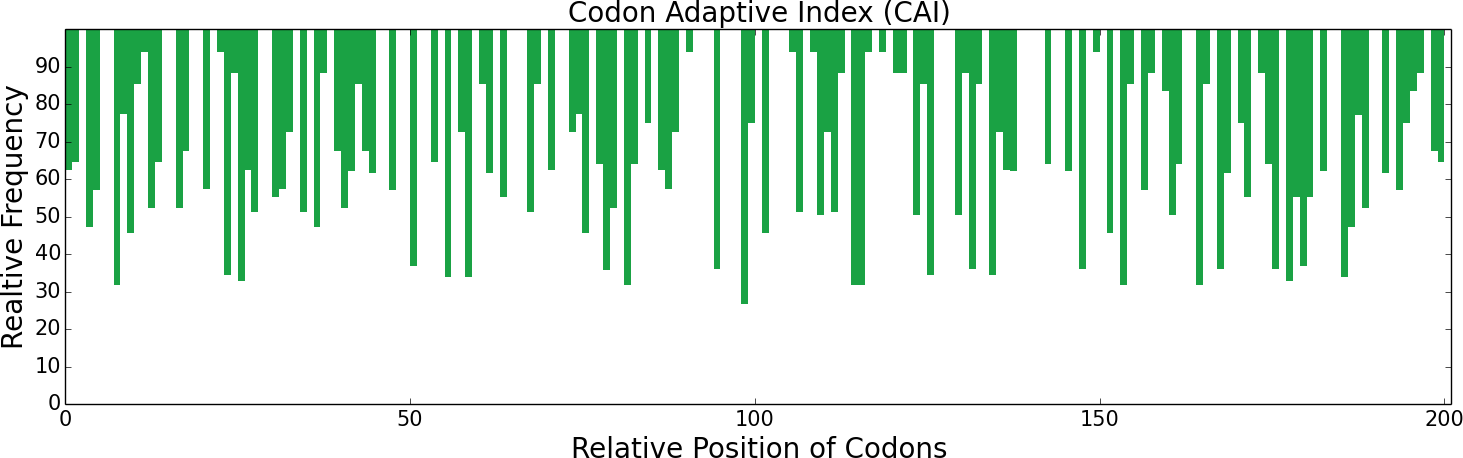 Codon Adaptive Index (CAI)
Realtive Frequency
90
80
70
60
50
40
30
20
10
0
0 50 100 150 200
Relative Position of Codons